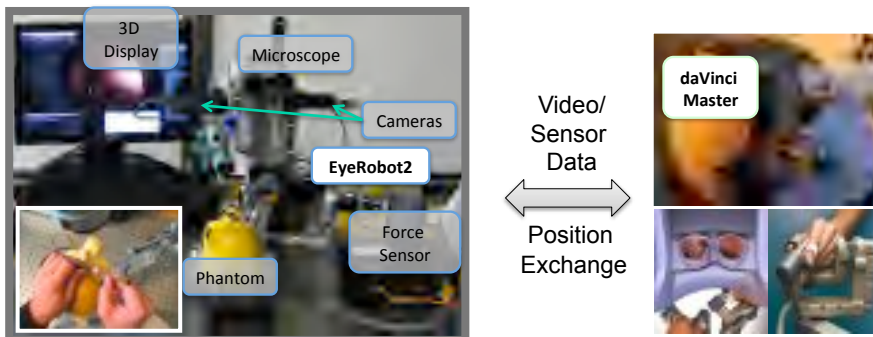 3D
Display
Microscope
Cameras
EyeRobot2
Force
Sensor
Phantom
Video/
Sensor
Data
Position
Exchange
daVinci
Master